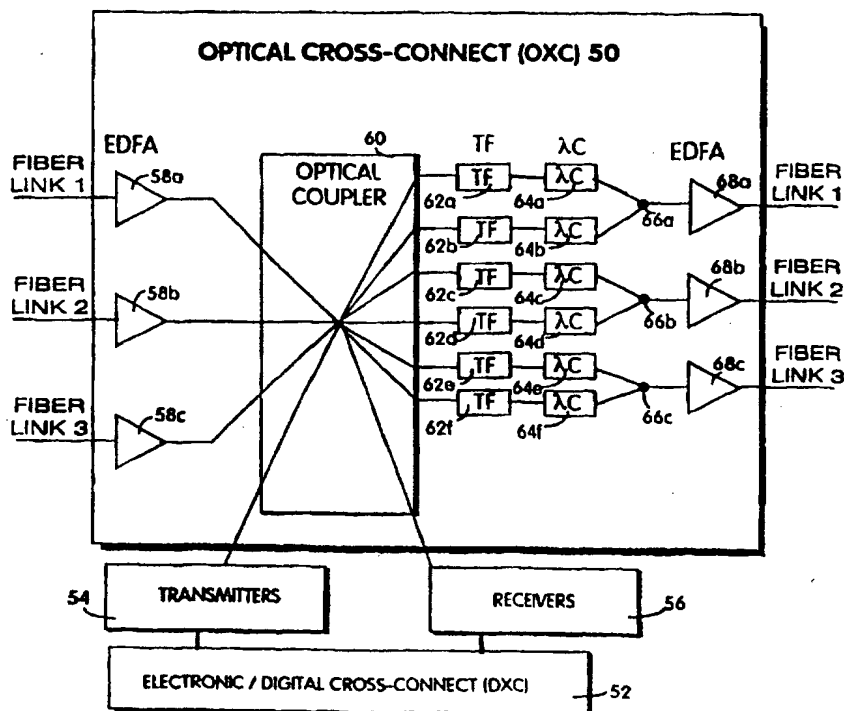 OPTICAL CROSS-CONNECT (OXC) 50
60
TF
λC
EDFA
EDFA
OPTICAL
COUPLER
FIBER
LINK 1
58a
62a
TF
64a
λC
66a
68a
FIBER
LINK 1
62b
TF
64b
λC
FIBER
LINK 2
58b
62c
TF
64c
λC
66b
68b
FIBER
LINK 2
62d
TF
64d
λC
FIBER
LINK 3
58c
62e
TF
64e
λC
66c
68c
FIBER
LINK 3
62f
TF
64f
λC
54
TRANSMITTERS
RECEIVERS
56
ELECTRONIC / DIGITAL CROSS-CONNECT (DXC)
52